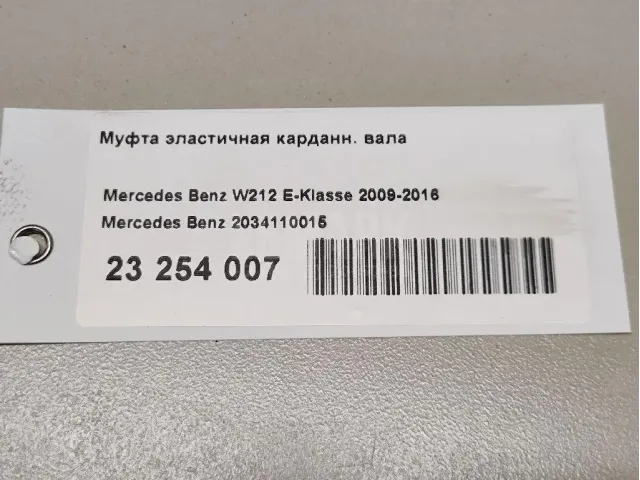 Муфта эластичная карданн. вала
Mercedes Benz W212 E-Klasse 2009-2016
Mercedes Benz 2034110015
23 254 007